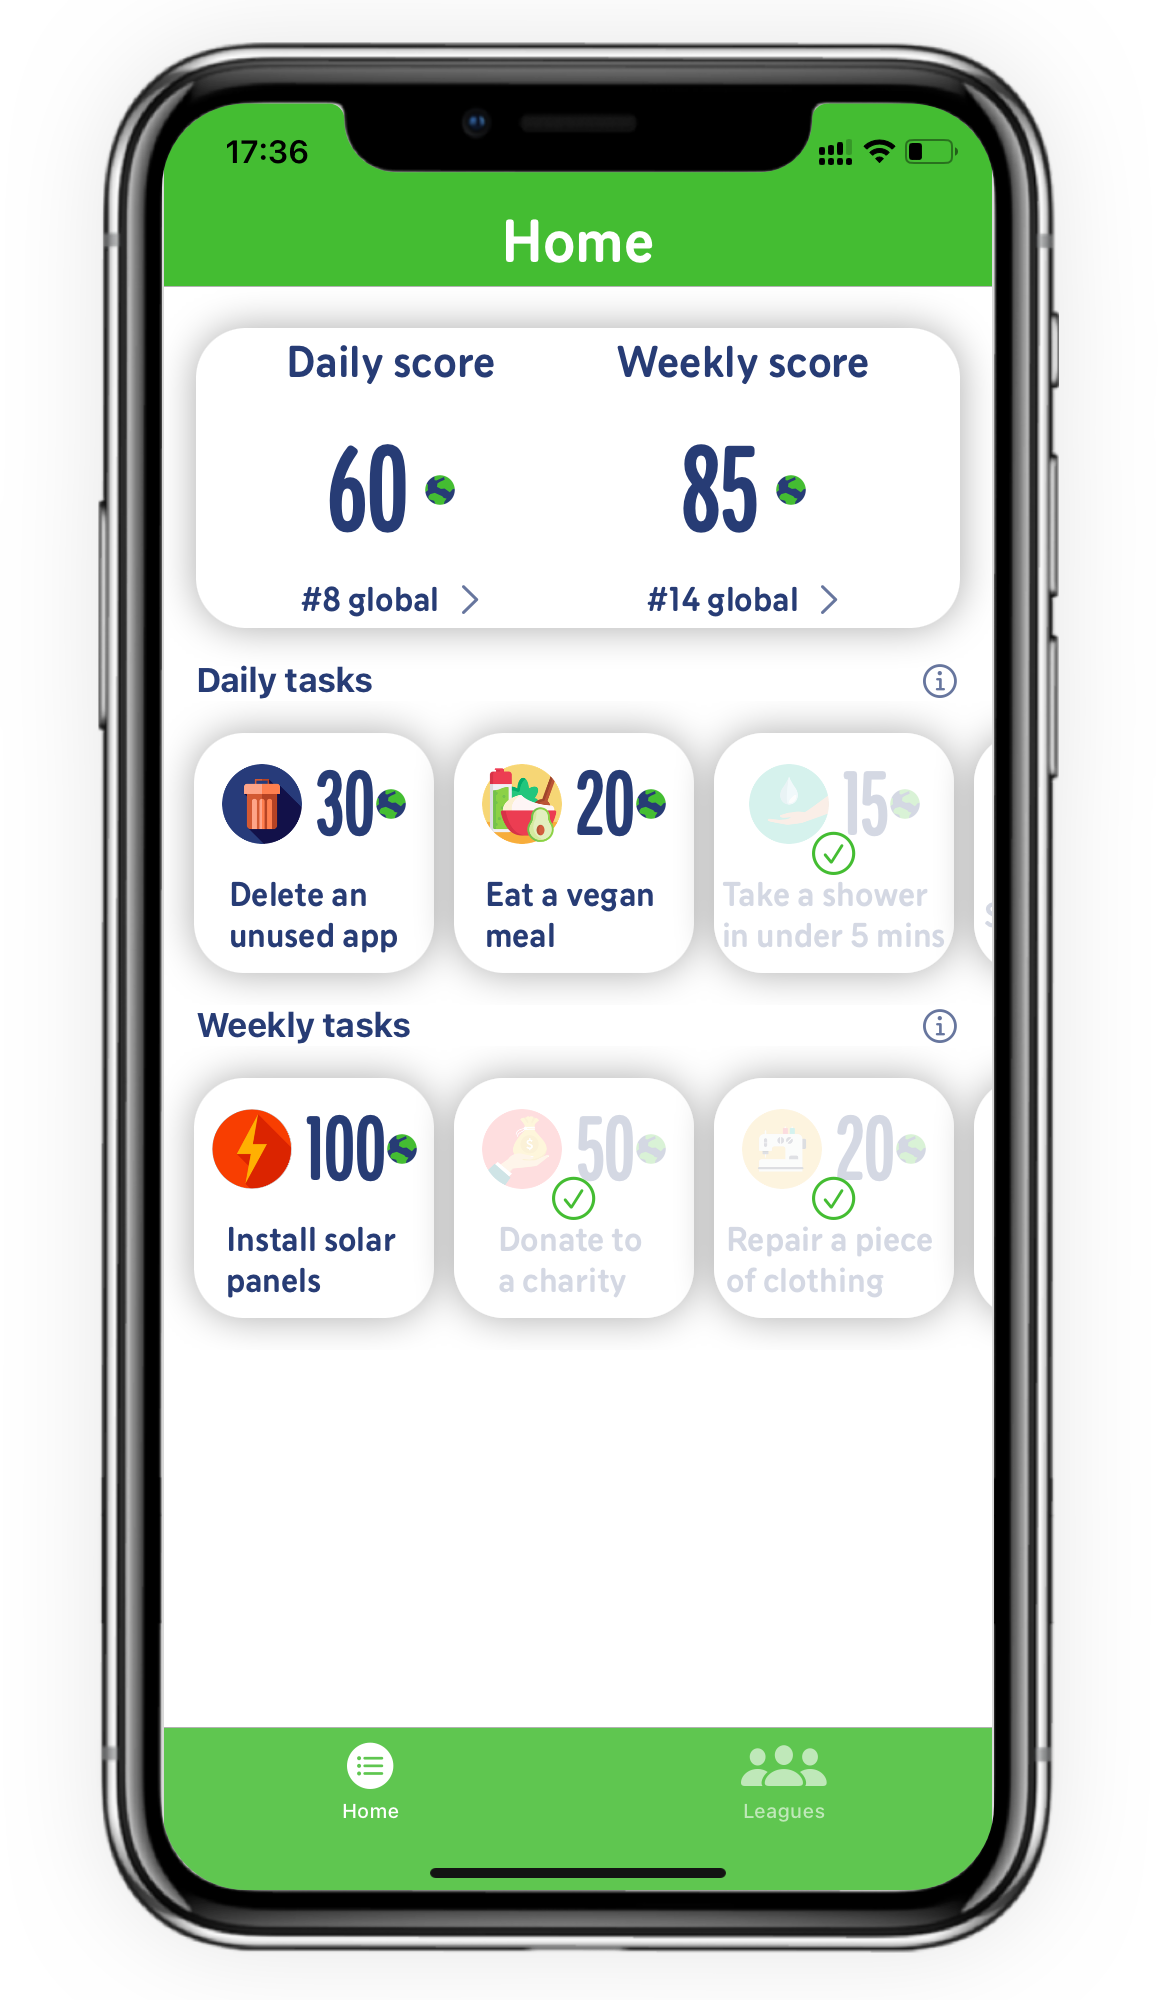 17:36
Home
Daily score
Weekly score
60
85
#8 global
#14 global
Daily tasks
30
Delete an
unused app
20
Eat a vegan
meal
15
Take a shower
in under 5 mins
Weekly tasks
100
Install solar
panels
50
Donate to
a charity
20
Repair a piece
of clothing
Home
Leagues